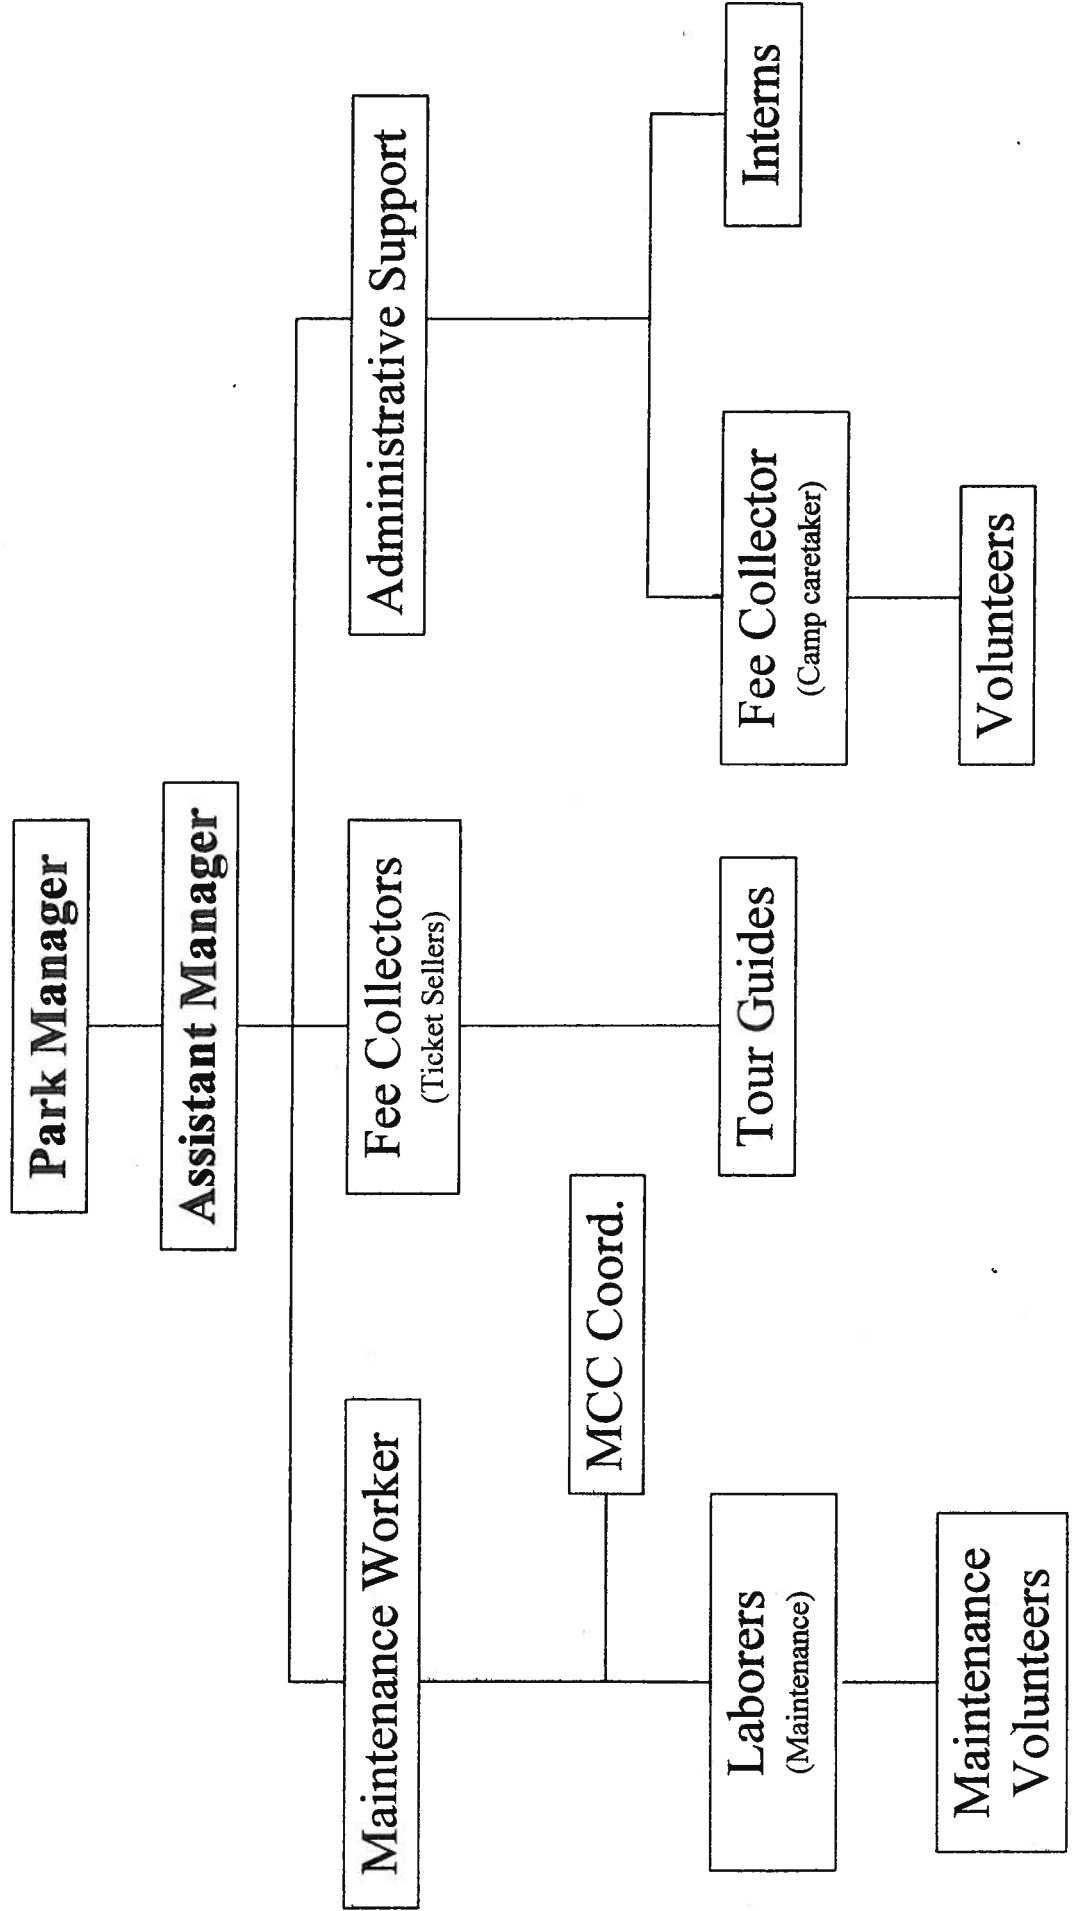 Park Manager
Assistant Manager
Maintenance Worker
Fee Collectors
(Ticket Sellers)
Administrative Support
MCC Coord.
Laborers
(Maintenance)
Tour Guides
Fee Collector
(Camp caretaker)
Interns
Maintenance
Volunteers
Volunteers